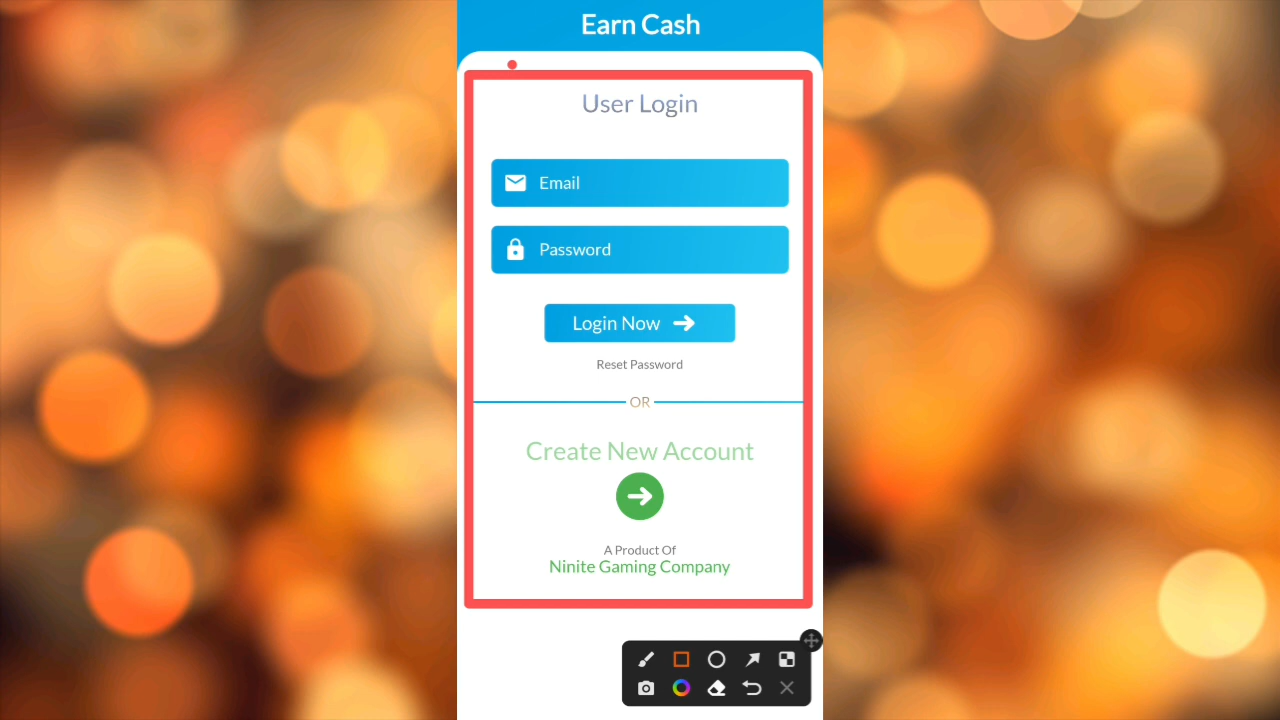 Earn Cash
User Login
Email
Password
Login Now
Reset Password
OR
Create New Account
A Product Of
Ninite Gaming Company